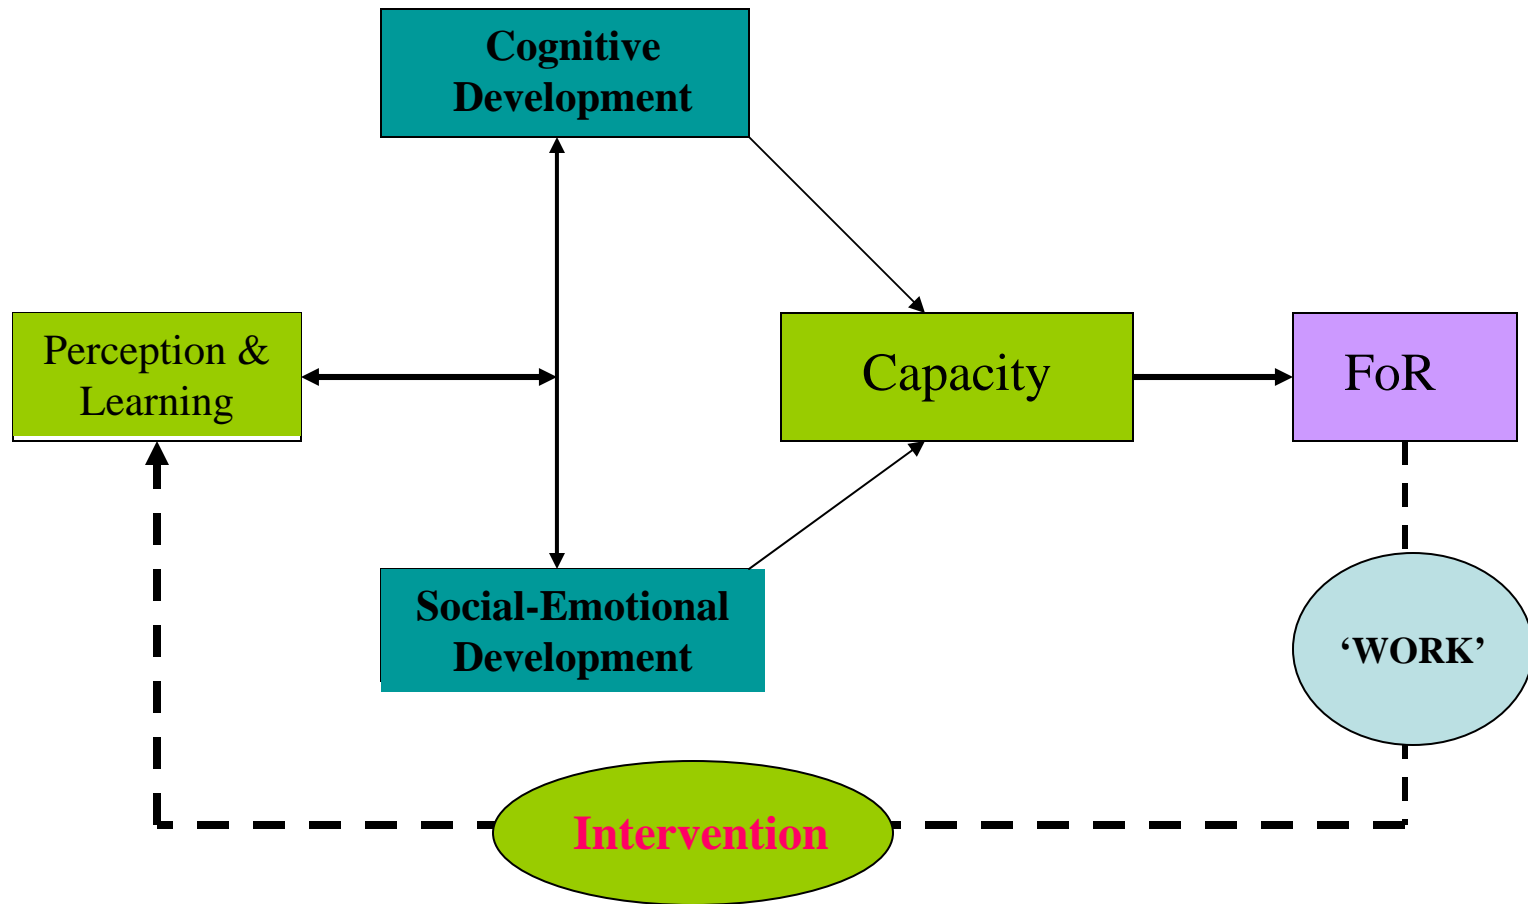 Cognitive
Development
Perception &
Learning
Capacity
FoR
Social-Emotional
Development
‘WORK’
Intervention